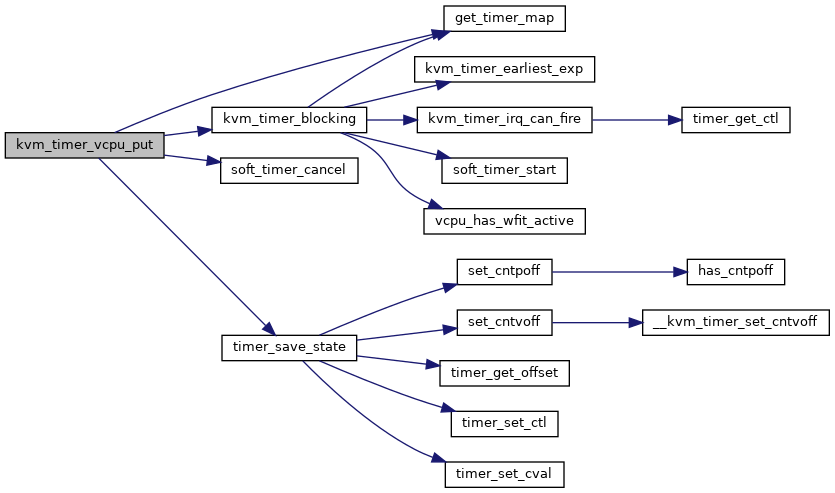 get_timer_map
kvm_timer_earliest_exp
kvm_timer_blocking
kvm_timer_irq_can_fire
timer_get_ctl
kvm_timer_vcpu_put
soft_timer_cancel
soft_timer_start
vcpu_has_wfit_active
set_cntpoff
has_cntpoff
set_cntvoff
__kvm_timer_set_cntvoff
timer_save_state
timer_get_offset
timer_set_ctl
timer_set_cval